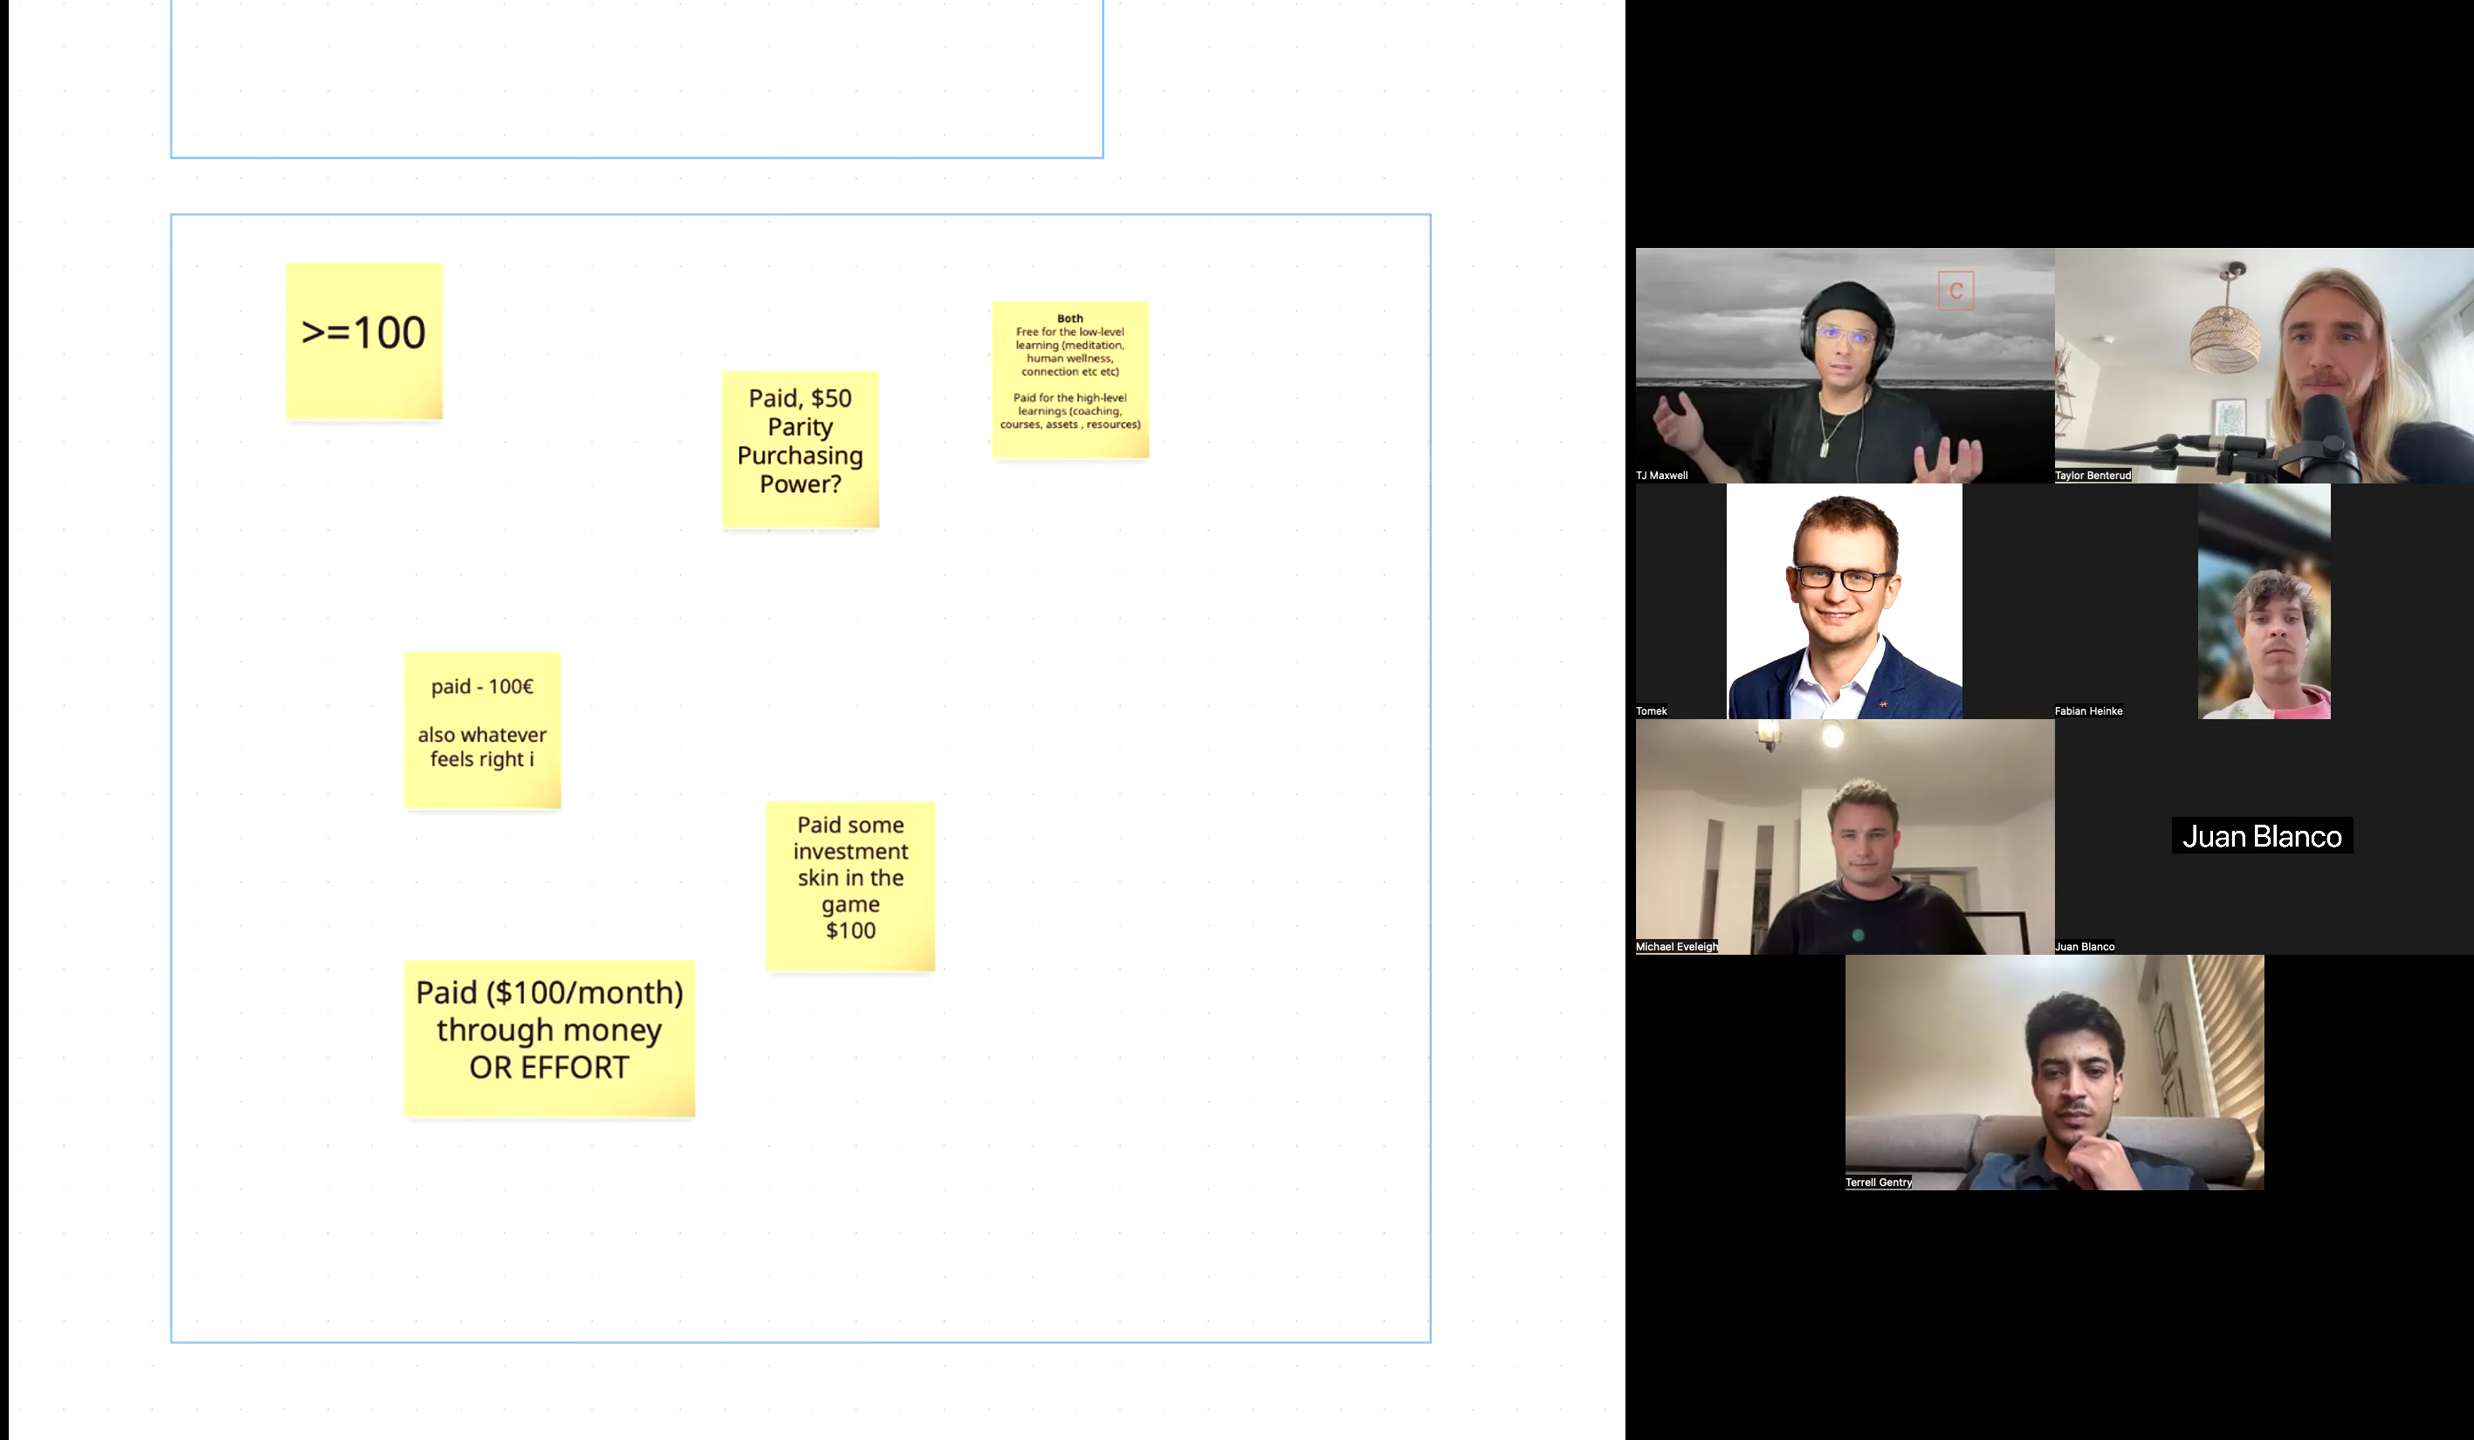 >=100
Paid, $50
Parity
Purchasing
Power?
Both
Free for the low-level
learning (meditation,
human wellness,
connection etc etc)
Paid for the high-level
learnings (coaching,
courses, assets , resources)
paid - 100€
also whatever
feels right i
Paid some
investment
skin in the
game
$100
Paid ($100/month)
through money
OR EFFORT
C
TJ Maxwell
Taylor Benterud
Tomek
Fabian Heinke
Michael Eveleigh
Juan Blanco
Juan Blanco
Terrell Gentry